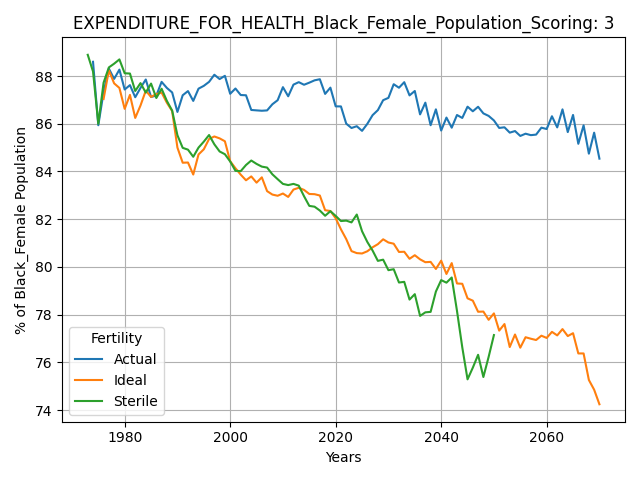 EXPENDITURE_FOR_HEALTH_Black_Female_Population_Scoring: 3
% of Black_Female Population
88
86
84
82
80
78
76
74
Fertility
Actual
Ideal
Sterile
1980
2000
2020
2040
2060
Years